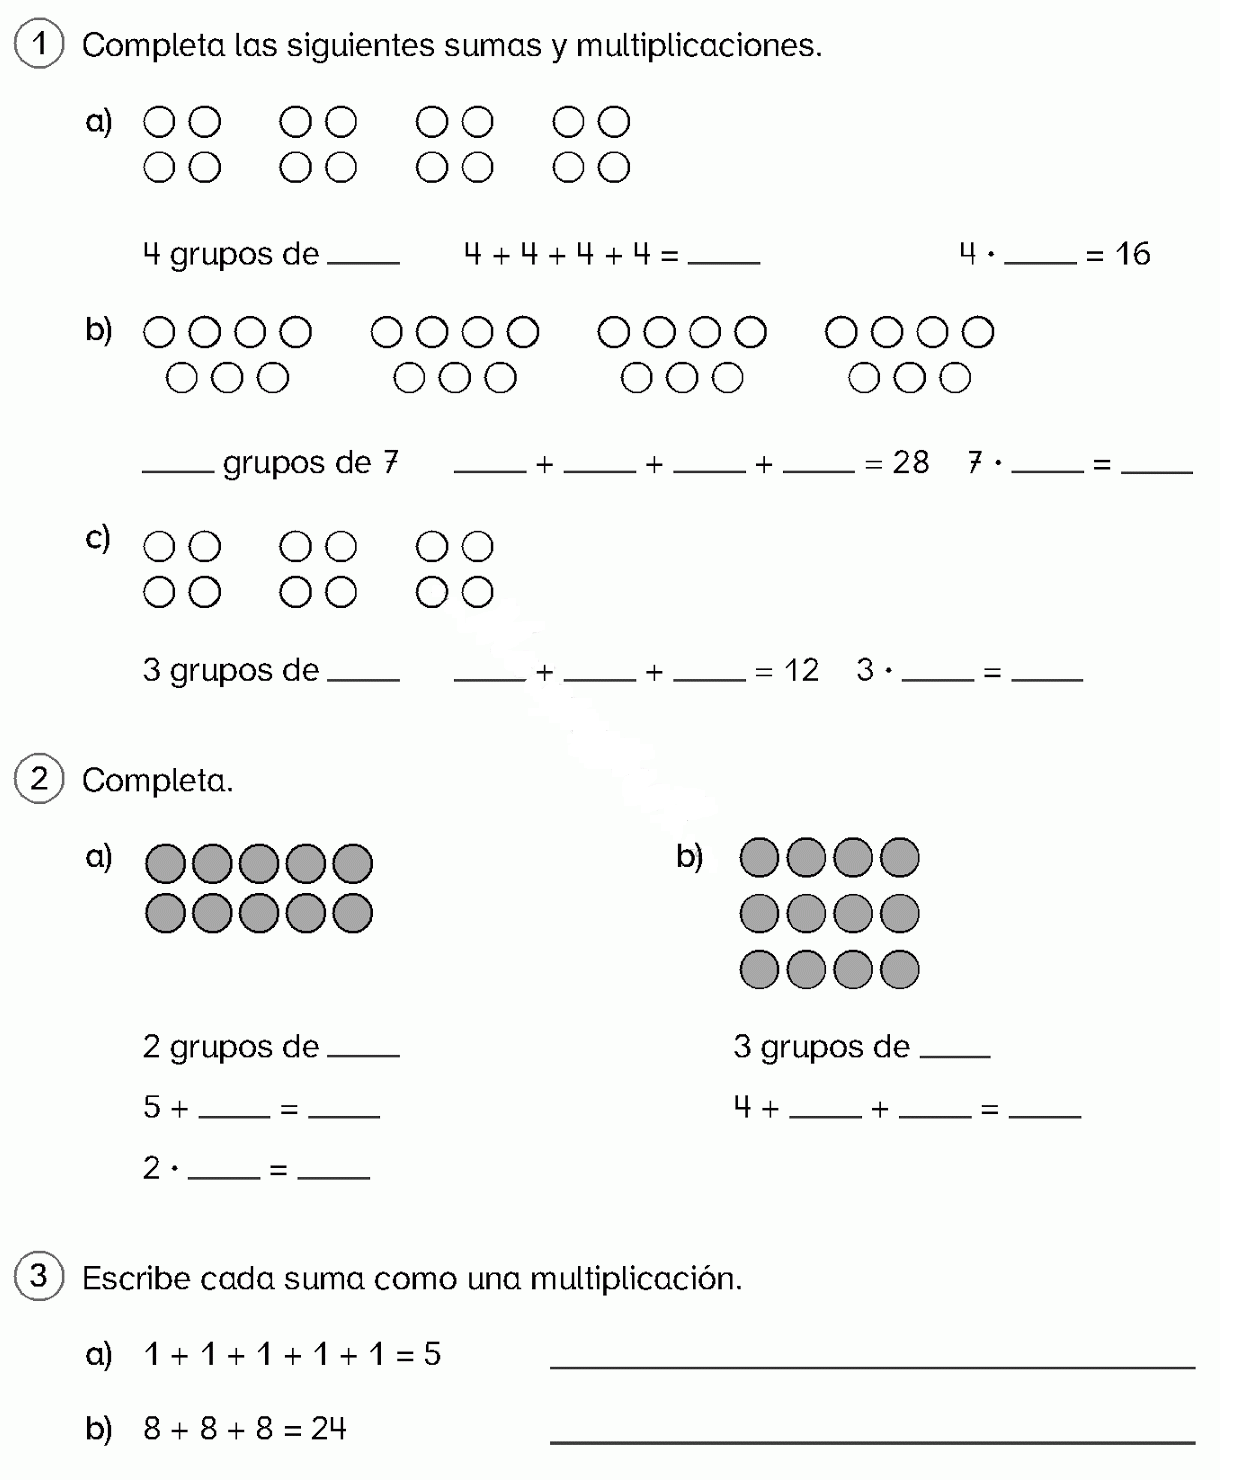 1 Completa las siguientes sumas y multiplicaciones.
a)
4 grupos de ____ 4 + 4 + 4 + 4 = ____ 4 · ____ = 16
b)
____ grupos de 7 ____ + ____ + ____ + ____ = 28 7 · ____ = ____
c)
3 grupos de ____ ____ + ____ + ____ = 12 3 · ____ = ____
2 Completa.
a) b)
2 grupos de ____ 3 grupos de ____
5 + ____ = ____ 4 + ____ + ____ = ____
2 · ____ = ____
3 Escribe cada suma como una multiplicación.
a) 1 + 1 + 1 + 1 + 1 = 5 ____
b) 8 + 8 + 8 = 24 ____